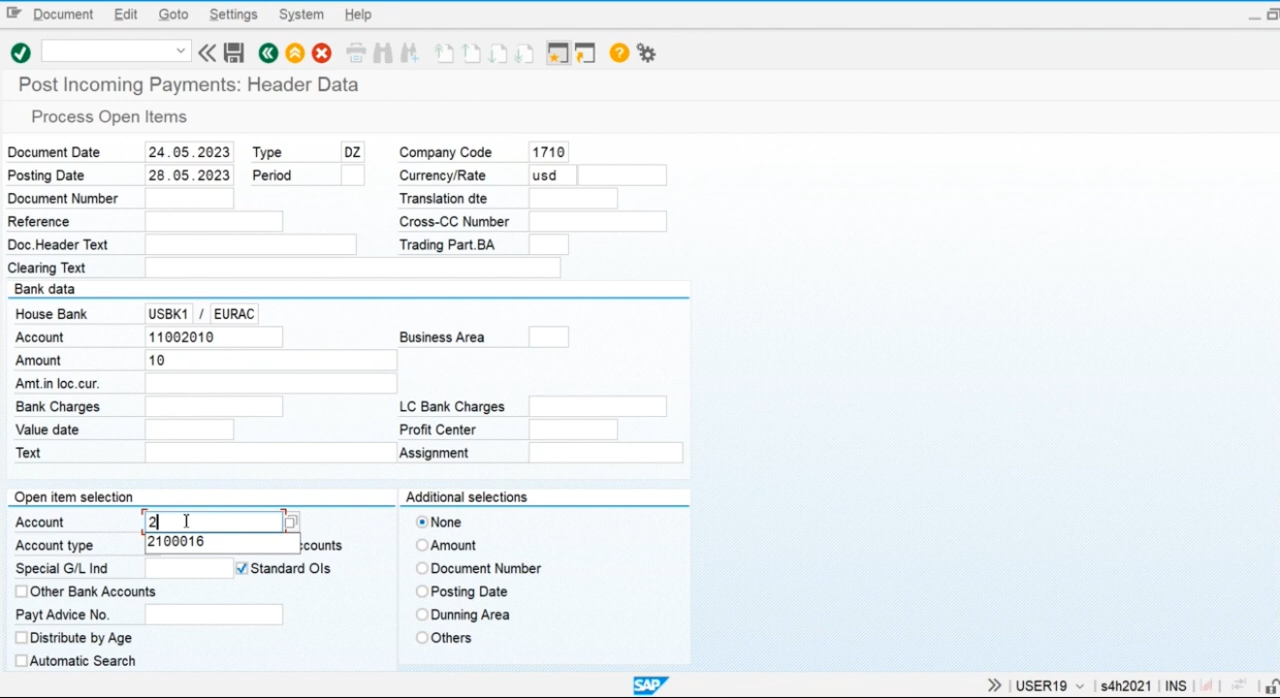 Document Edit Goto Settings System Help
Post Incoming Payments: Header Data
Process Open Items
Document Date 24.05.2023 Type DZ Company Code 1710
Posting Date 28.05.2023 Period Currency/Rate usd
Document Number Translation dte
Reference Cross-CC Number
Doc.Header Text Trading Part.BA
Clearing Text
Bank data
House Bank USBK1 / EURAC
Account 11002010 Business Area
Amount 10
Amt.in loc.cur.
Bank Charges LC Bank Charges
Value date Profit Center
Text Assignment
Open item selection Additional selections
Account 2 None
Account type 2100016 ccounts Amount
Special G/L Ind Standard OIs Document Number
Other Bank Accounts Posting Date
Payt Advice No. Dunning Area
Distribute by Age Others
Automatic Search
SAP USER19 s4h2021 INS